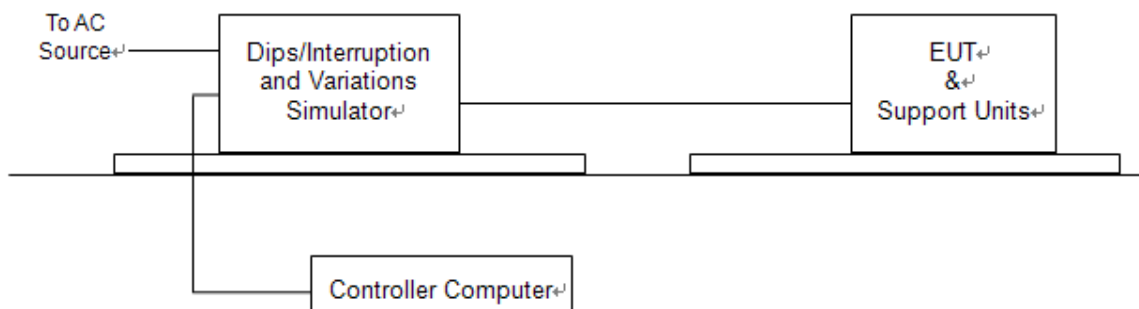 To AC
Source↵
Dips/Interruption
and Variations
Simulator↵
EUT↵
&↵
Support Units↵
Controller Computer↵